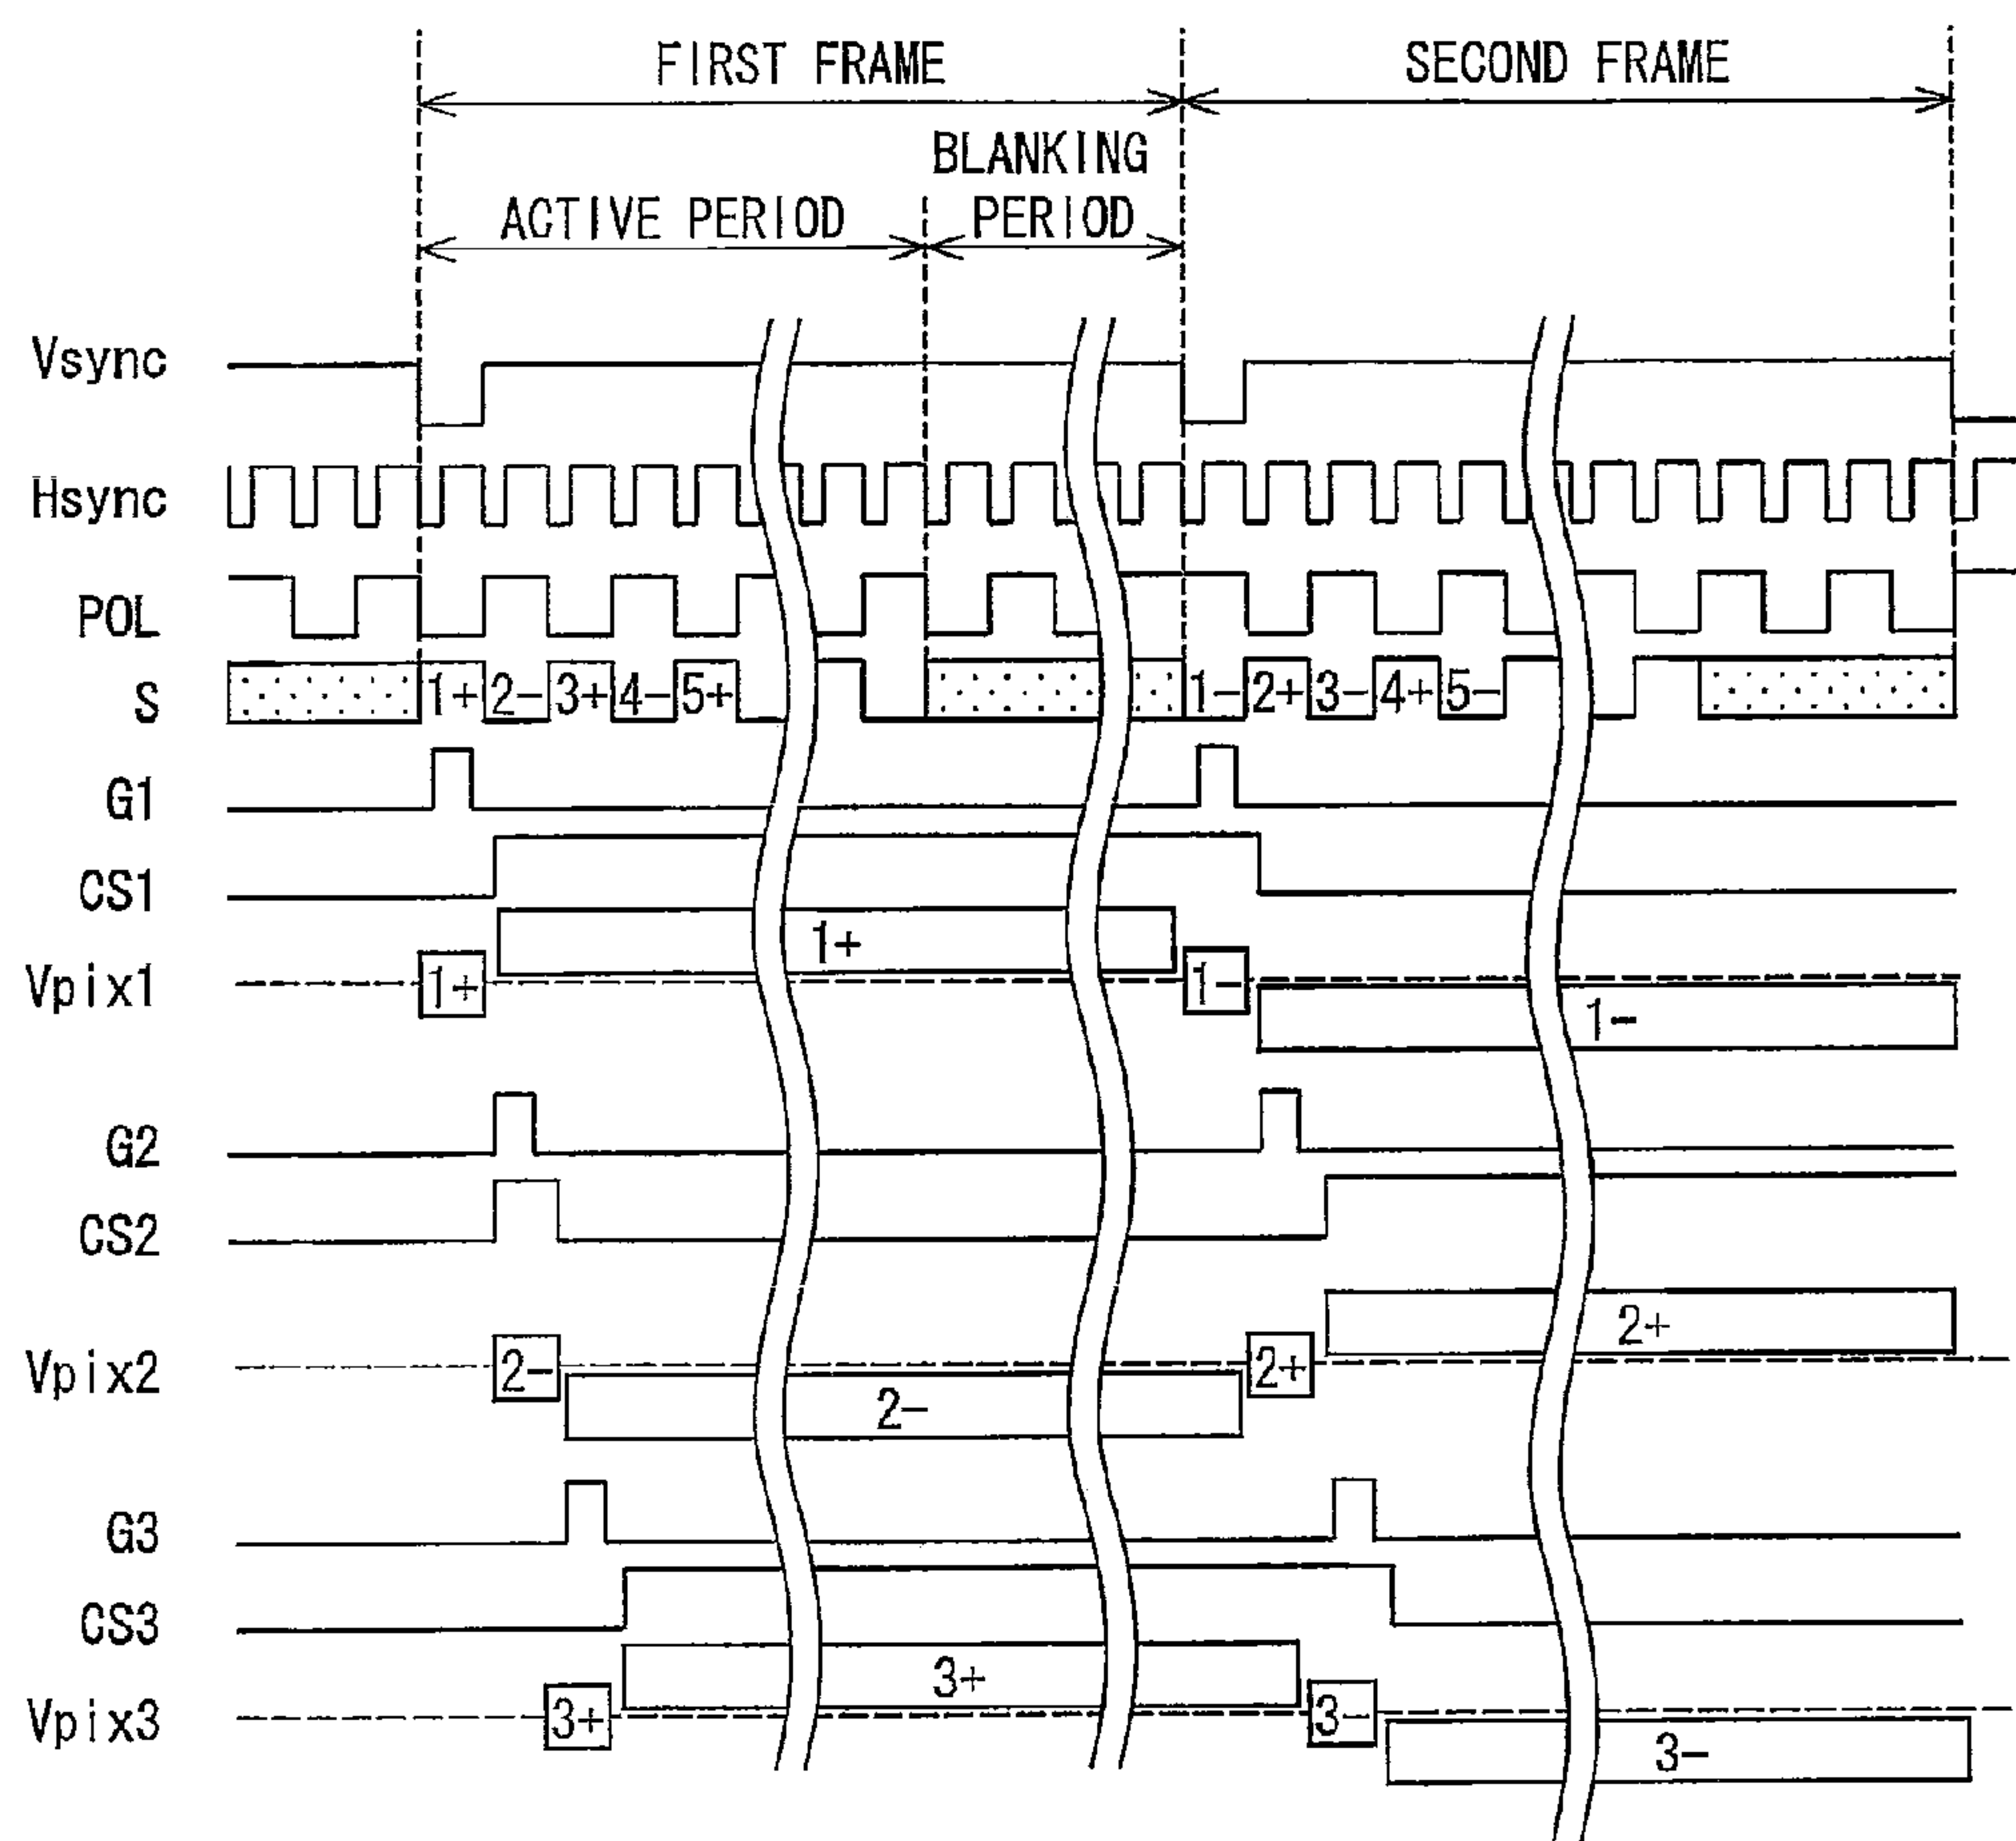 FIRST FRAME
SECOND FRAME
BLANKING
PERIOD
ACTIVE PERIOD
Vsync
Hsync
POL
S
1+ 2- 3+ 4- 5+ 1- 2+ 3- 4+ 5-
G1
CS1
1+
Vpix1
1+
1-
1-
G2
CS2
2+
Vpix2
2-
2+
2-
G3
CS3
3+
Vpix3
3+
3-
3-